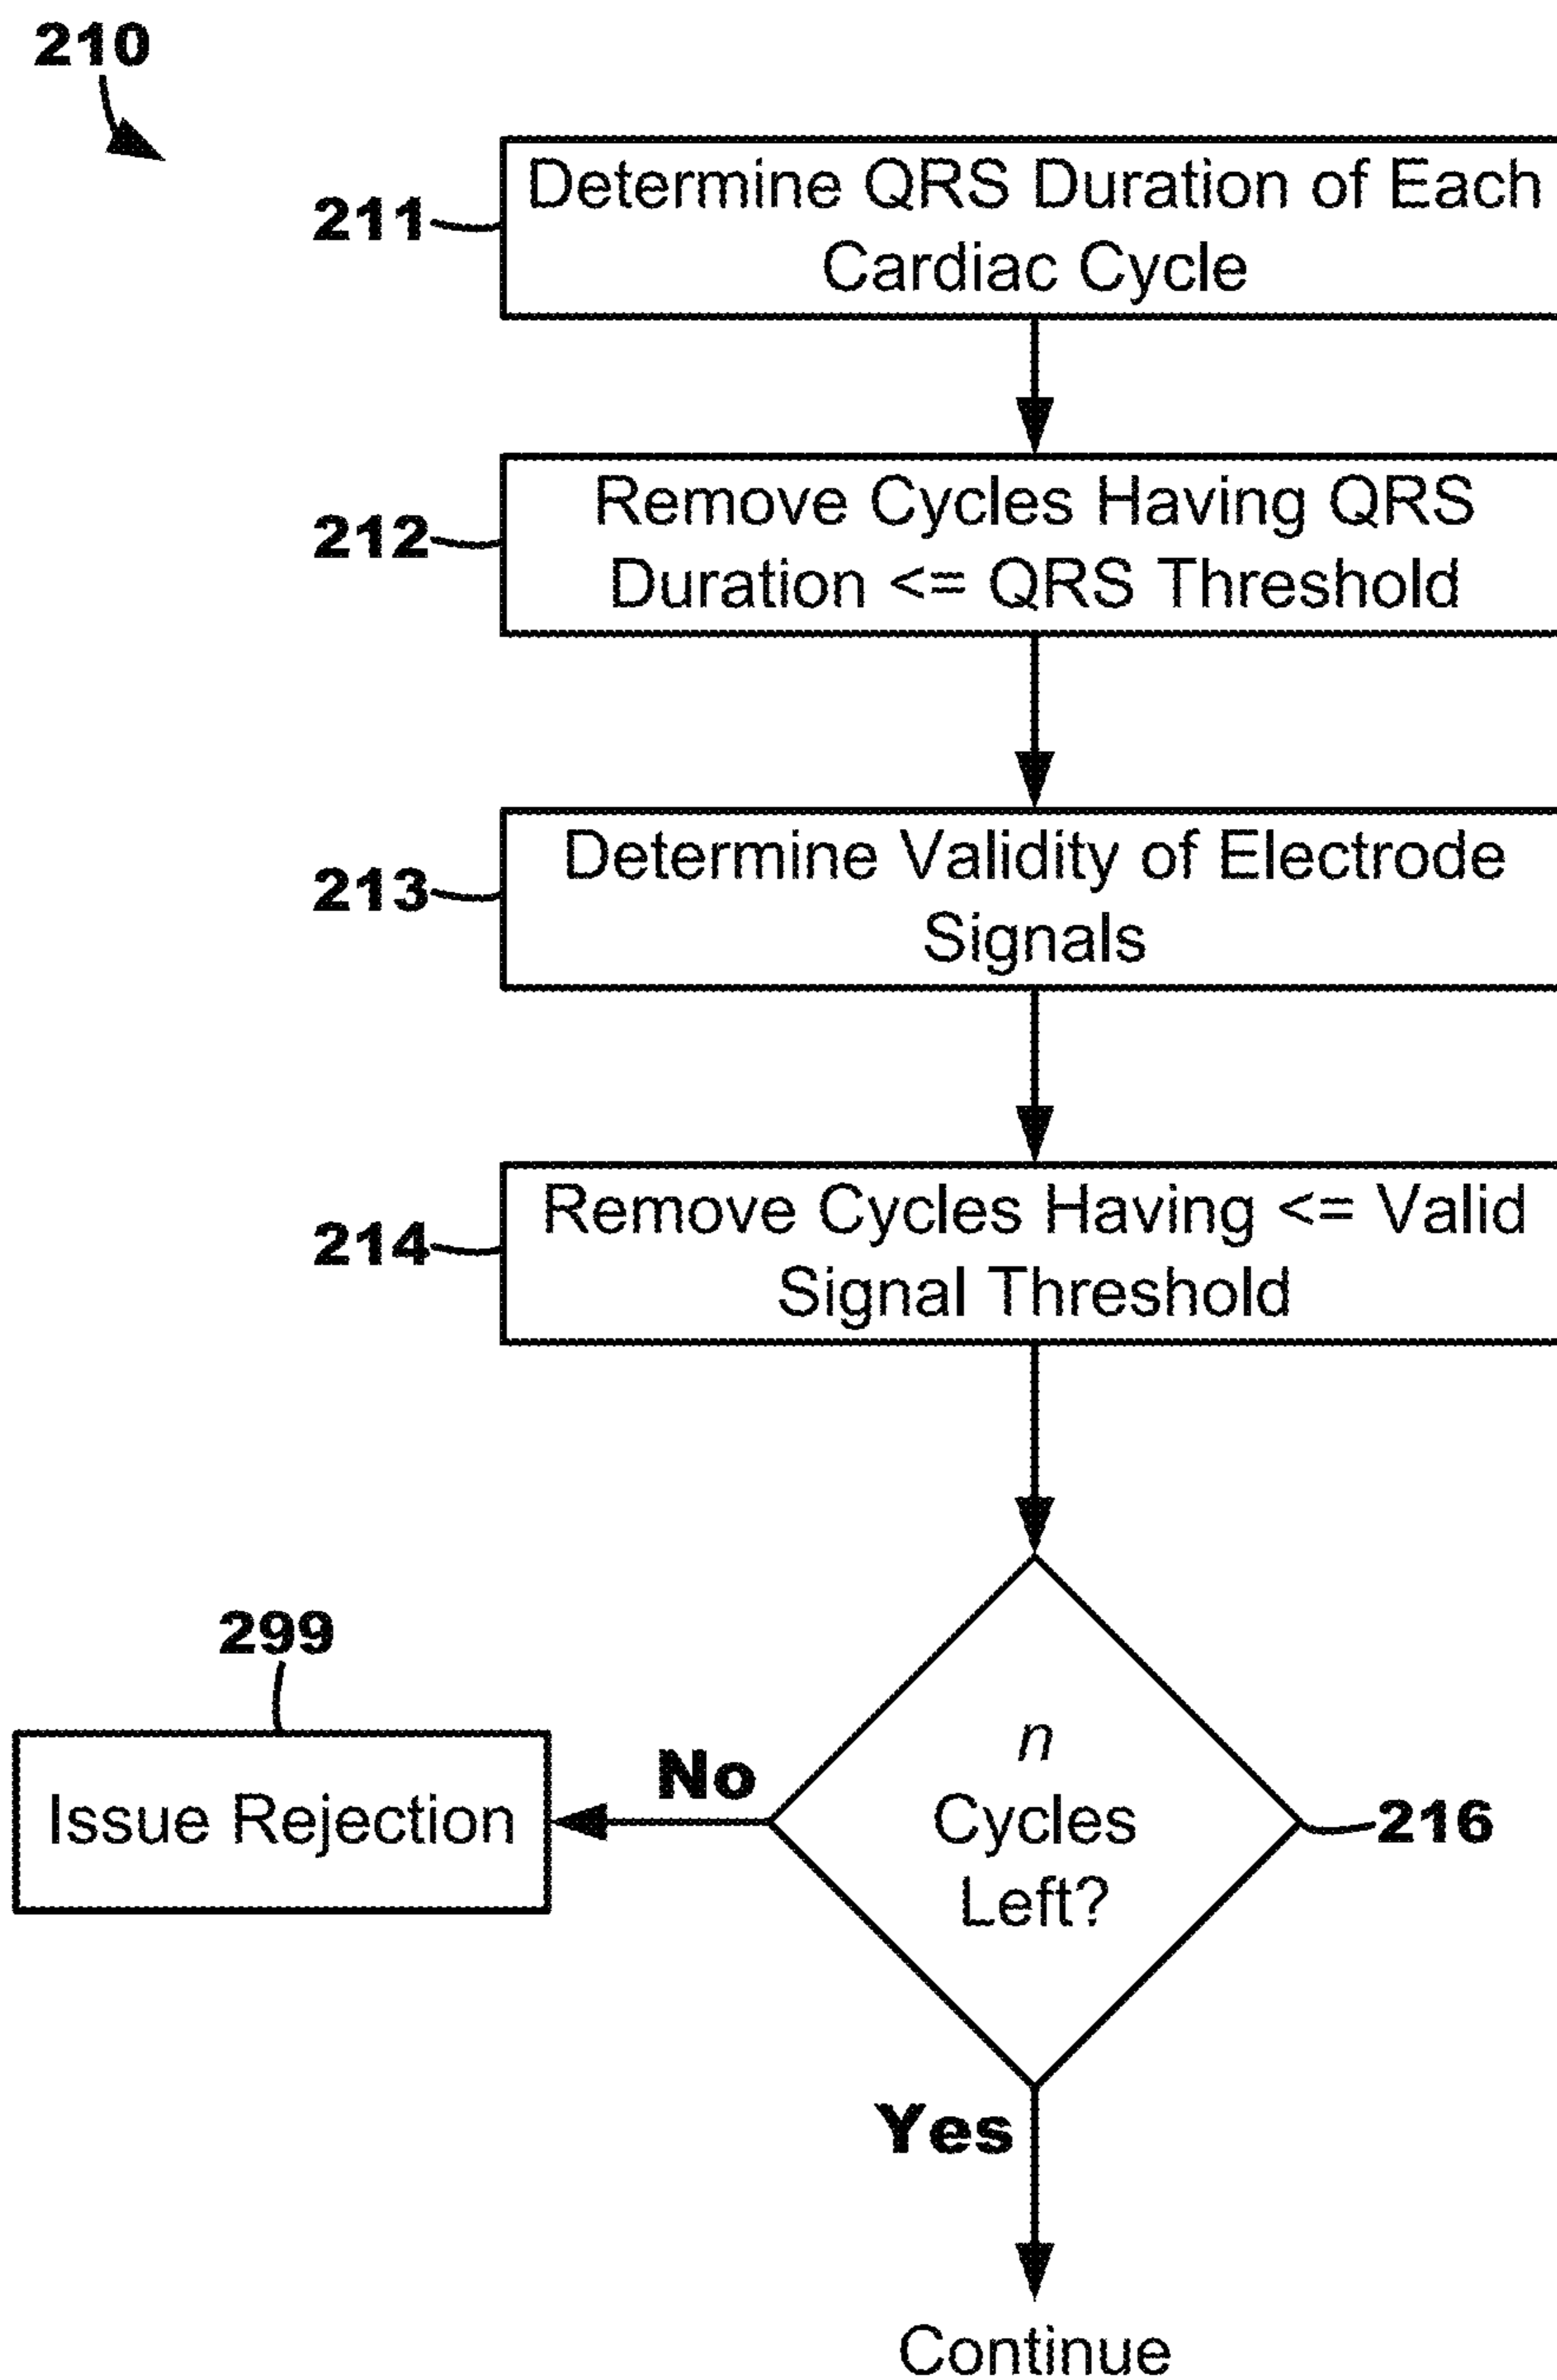 210
211
Determine QRS Duration of Each
Cardiac Cycle
212
Remove Cycles Having QRS
Duration <= QRS Threshold
213
Determine Validity of Electrode
Signals
214
Remove Cycles Having <= Valid
Signal Threshold
299
Issue Rejection
No
n
Cycles
Left?
216
Yes
Continue